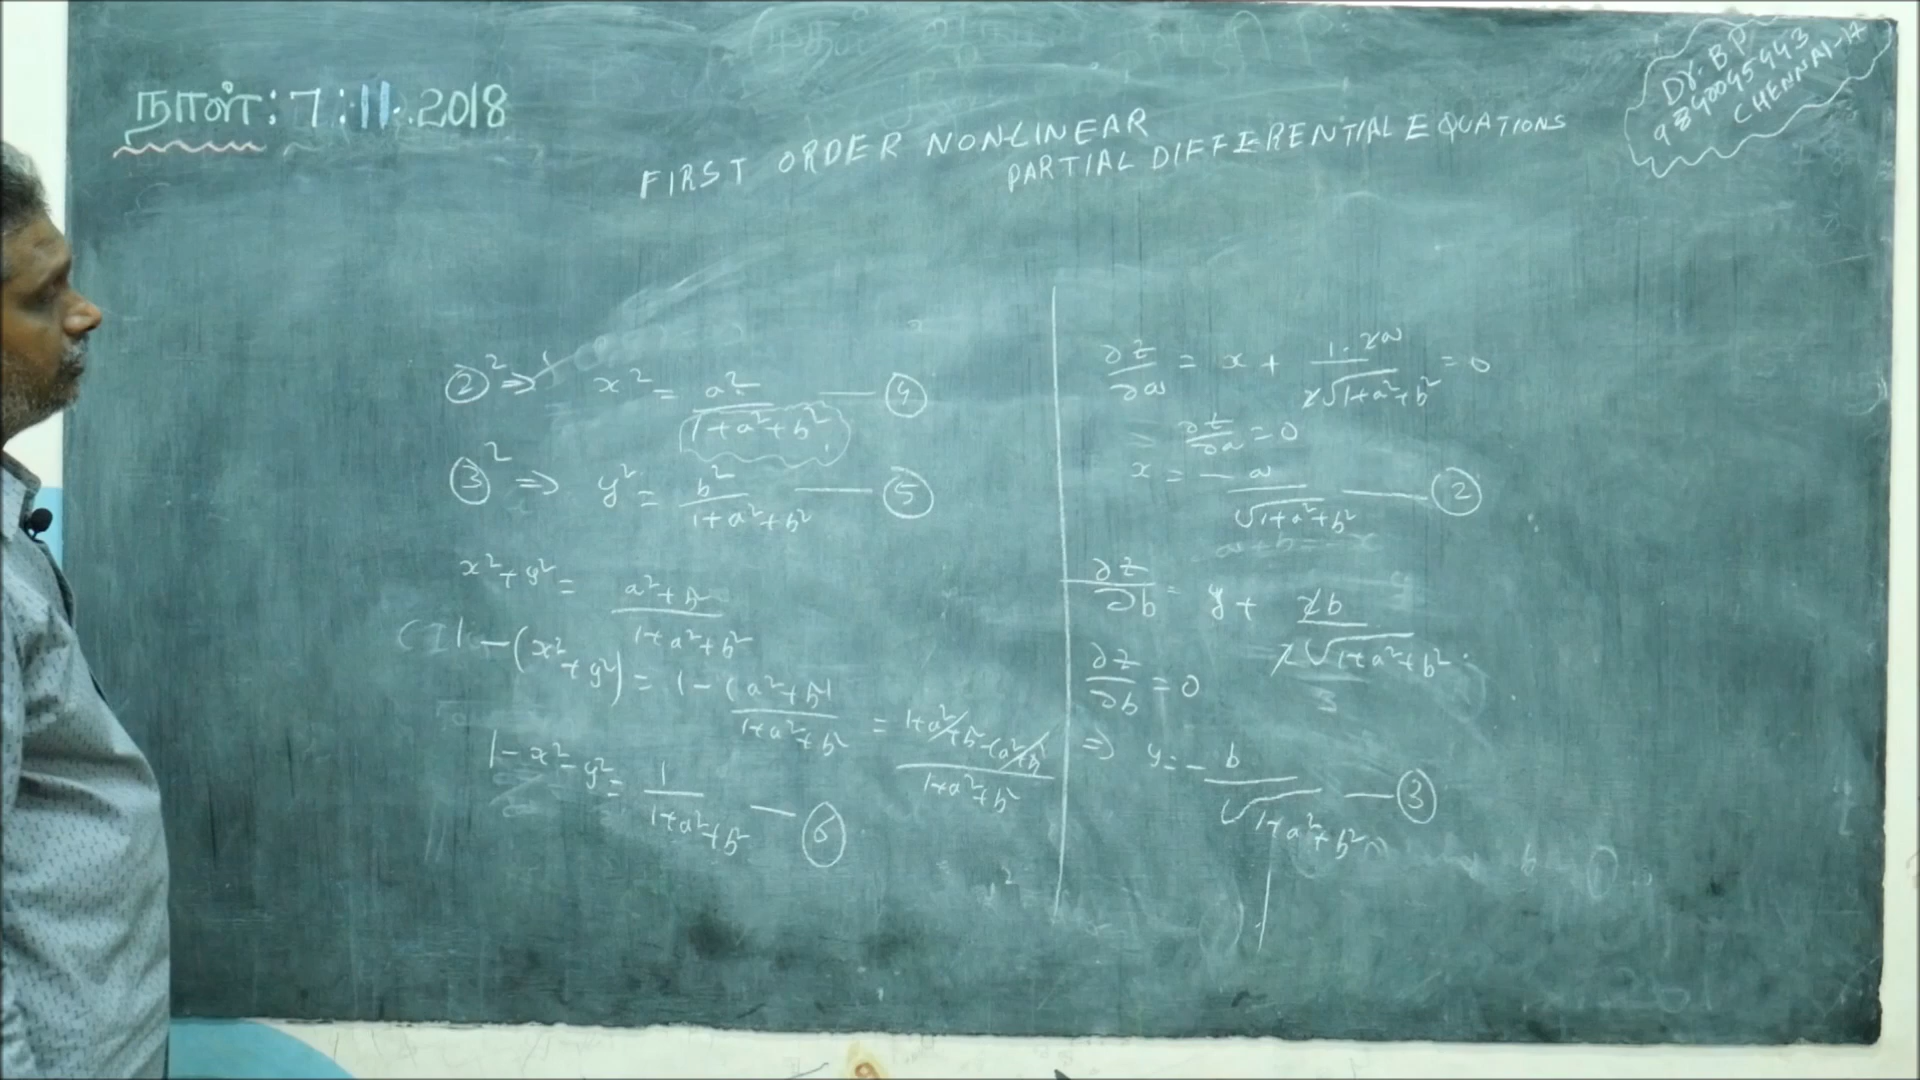 நாள்: 7.11.2018
FIRST ORDER NON-LINEAR
PARTIAL DIFFERENTIAL EQUATIONS
Dr. B P
9840095943
CHENNAI-17
②² ⇒ x² = a² / (1+a²+b²) — ④
③² ⇒ y² = b² / (1+a²+b²) — ⑤
x²+y² = (a²+b²) / (1+a²+b²)
1-(x²+y²) = 1 - (a²+b²) / (1+a²+b²) = (1+a²+b²-(a²+b²)) / (1+a²+b²)
1-x²-y² = 1 / (1+a²+b²) — ⑥
∂z/∂a = x + 1·2a / (2√(1+a²+b²)) = 0
∂z/∂a = 0
x = - a / √(1+a²+b²) — ②
∂z/∂b = y + 2b / (2√(1+a²+b²))
∂z/∂b = 0
⇒ y = - b / √(1+a²+b²) — ③